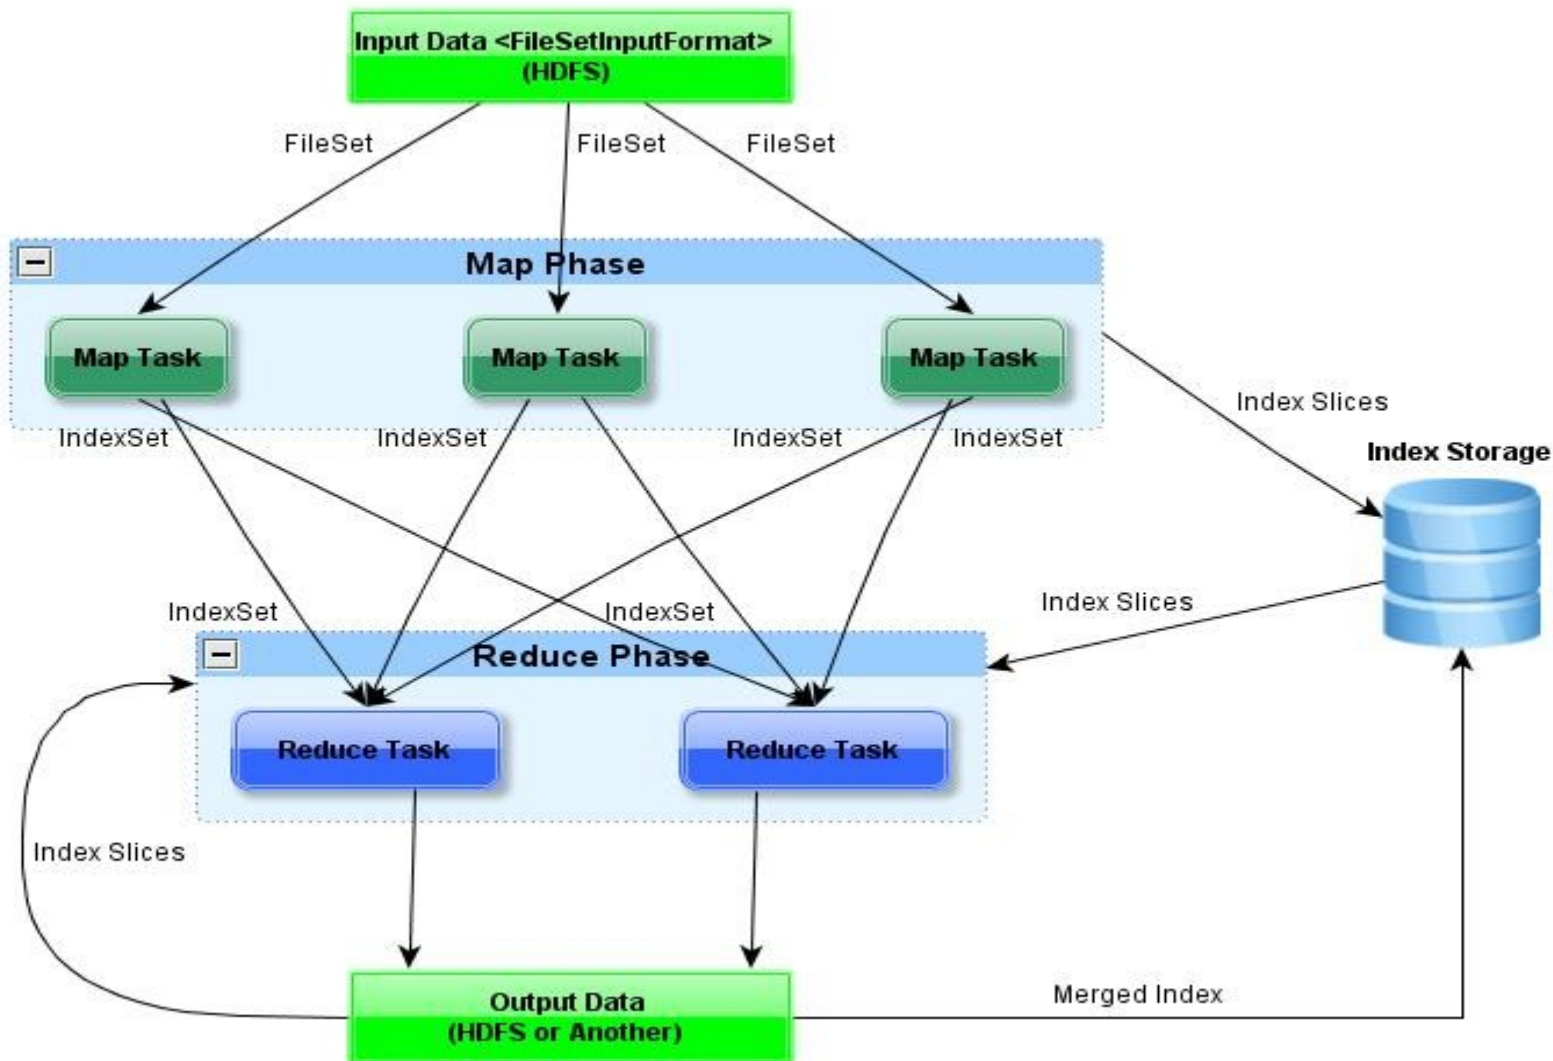 Input Data <FileSetInputFormat>
(HDFS)
FileSet
FileSet
FileSet
Map Phase
Map Task
Map Task
Map Task
Index Slices
IndexSet
IndexSet
IndexSet
IndexSet
Index Storage
Index Slices
IndexSet
IndexSet
Reduce Phase
Reduce Task
Reduce Task
Index Slices
Output Data
(HDFS or Another)
Merged Index